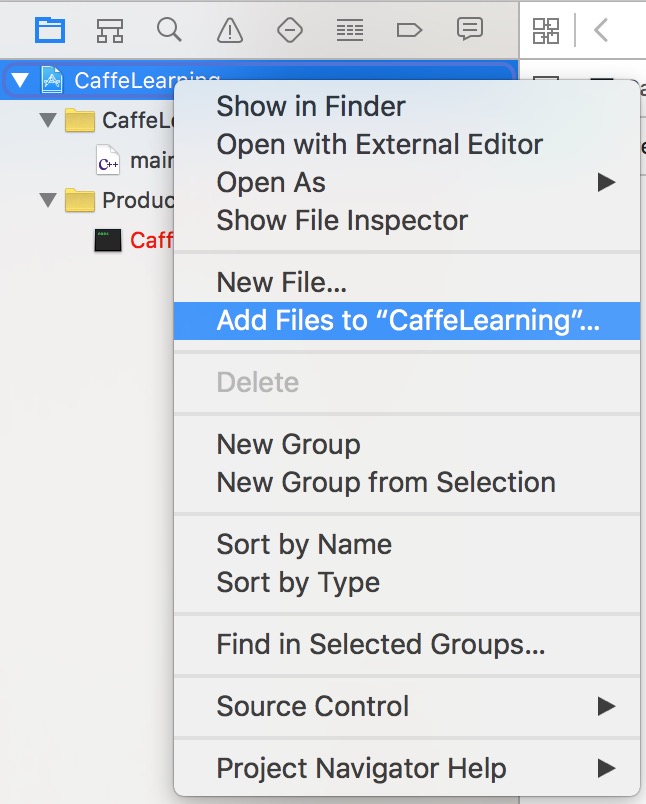 CaffeLearning
Show in Finder
Open with External Editor
Open As
Show File Inspector
New File...
Add Files to “CaffeLearning”...
Delete
New Group
New Group from Selection
Sort by Name
Sort by Type
Find in Selected Groups...
Source Control
Project Navigator Help
CaffeL
C++
main
Produc
Caff